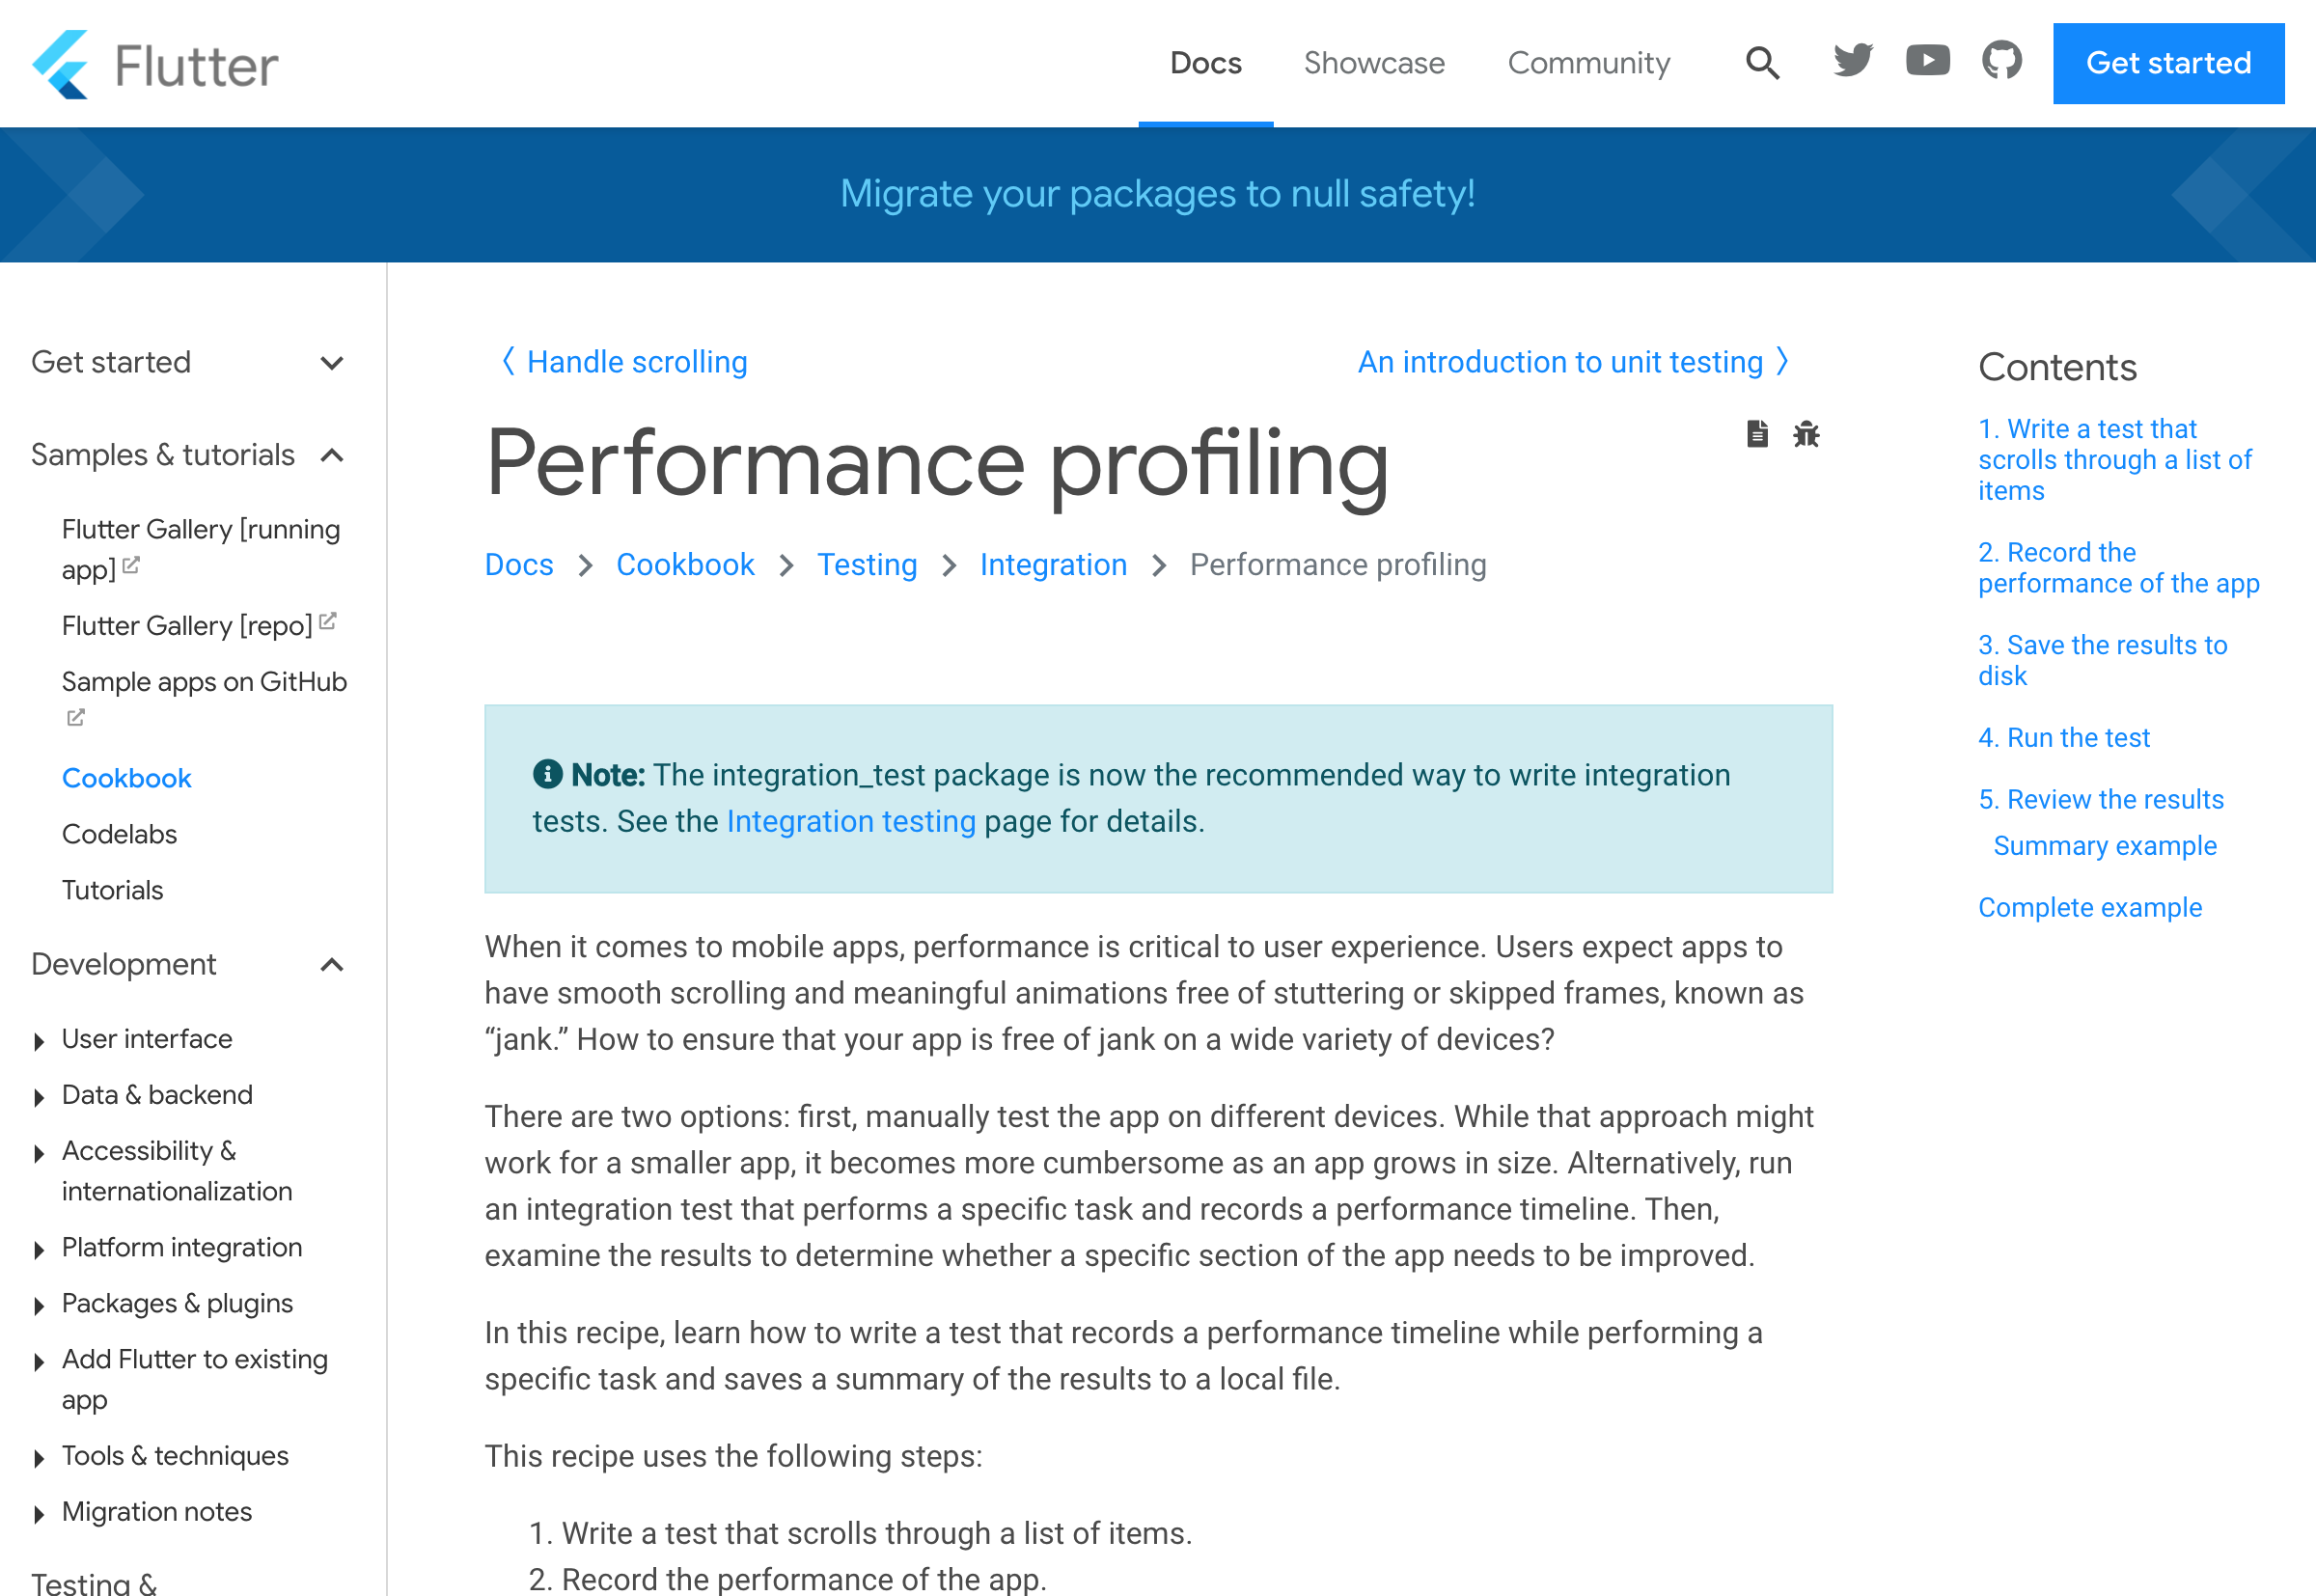 Flutter
Docs
Showcase
Community
Get started
Migrate your packages to null safety!
Get started
Samples & tutorials
Flutter Gallery [running
app]
Flutter Gallery [repo]
Sample apps on GitHub
Cookbook
Codelabs
Tutorials
Development
User interface
Data & backend
Accessibility &
internationalization
Platform integration
Packages & plugins
Add Flutter to existing
app
Tools & techniques
Migration notes
Testing &
〈 Handle scrolling
An introduction to unit testing 〉
Performance profiling
Docs
Cookbook
Testing
Integration
Performance profiling
Note: The integration_test package is now the recommended way to write integration
tests. See the Integration testing page for details.
When it comes to mobile apps, performance is critical to user experience. Users expect apps to
have smooth scrolling and meaningful animations free of stuttering or skipped frames, known as
“jank.” How to ensure that your app is free of jank on a wide variety of devices?
There are two options: first, manually test the app on different devices. While that approach might
work for a smaller app, it becomes more cumbersome as an app grows in size. Alternatively, run
an integration test that performs a specific task and records a performance timeline. Then,
examine the results to determine whether a specific section of the app needs to be improved.
In this recipe, learn how to write a test that records a performance timeline while performing a
specific task and saves a summary of the results to a local file.
This recipe uses the following steps:
1. Write a test that scrolls through a list of items.
2. Record the performance of the app.
Contents
1. Write a test that
scrolls through a list of
items
2. Record the
performance of the app
3. Save the results to
disk
4. Run the test
5. Review the results
Summary example
Complete example